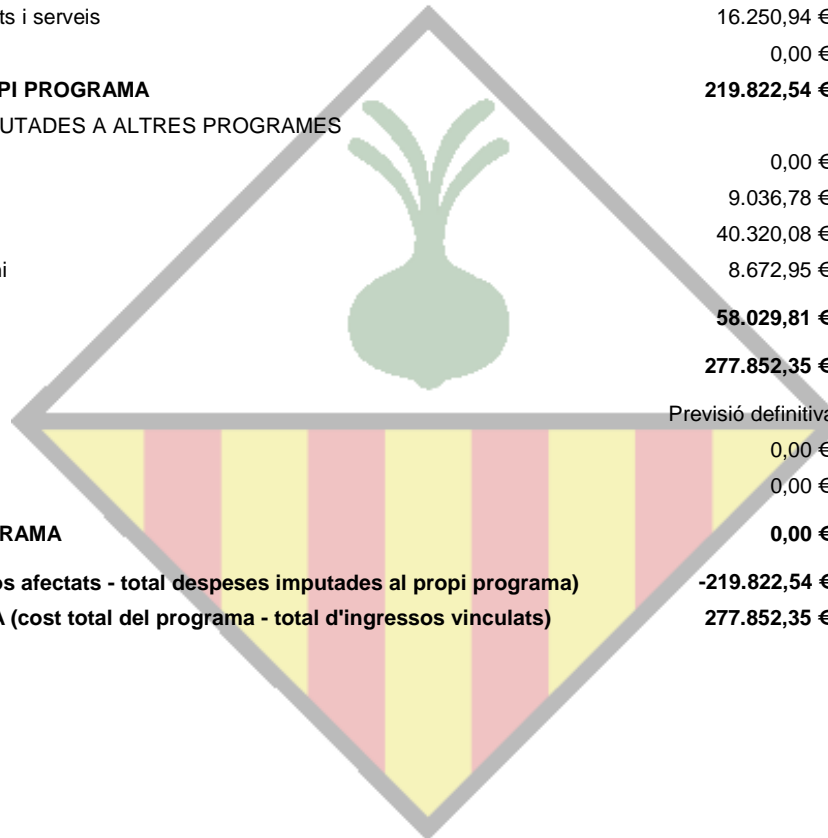 ts i serveis 16.250,94 €
0,00 €
PI PROGRAMA 219.822,54 €
UTADES A ALTRES PROGRAMES
0,00 €
9.036,78 €
40.320,08 €
ni 8.672,95 €
58.029,81 €
277.852,35 €
Previsió definitiva
0,00 €
0,00 €
RAMA 0,00 €
os afectats - total despeses imputades al propi programa) -219.822,54 €
A (cost total del programa - total d'ingressos vinculats) 277.852,35 €